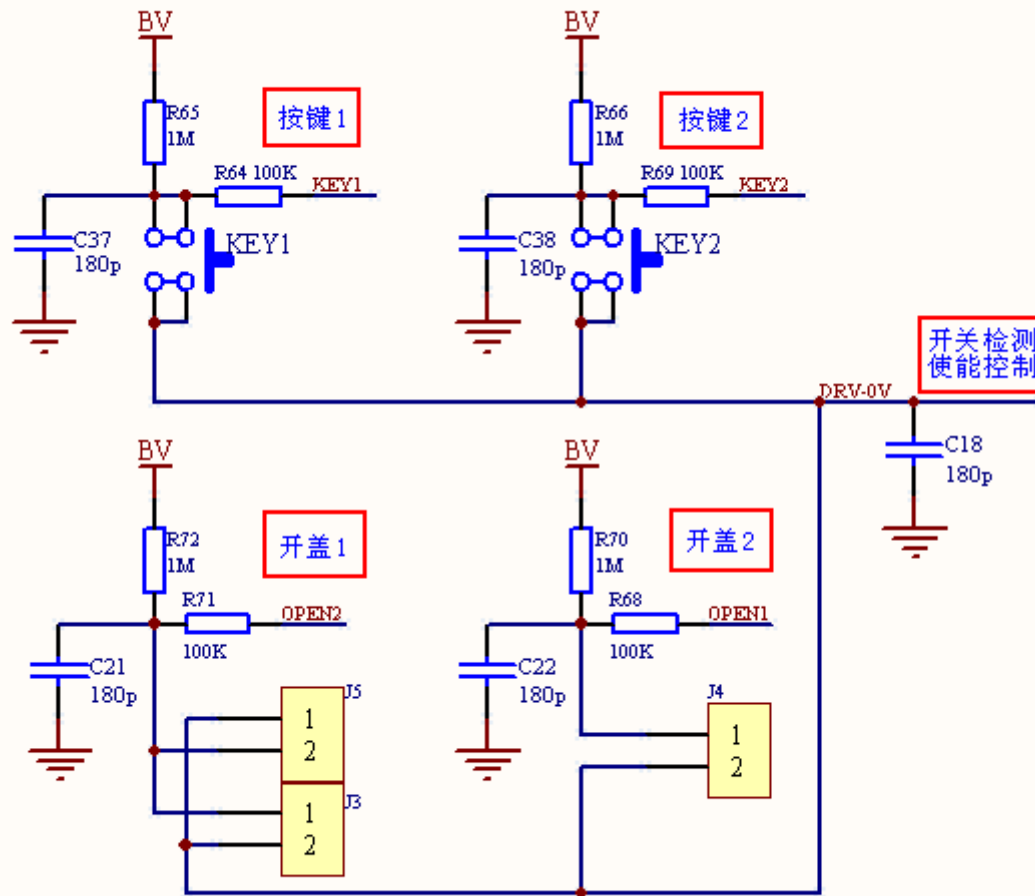 BV
BV
R65
1M
按键1
R66
1M
按键2
R64 100K
KEY1
R69 100K
KEY2
C37
180p
KEY1
C38
180p
KEY2
开关检测
使能控制
DRV-0V
C18
180p
BV
BV
R72
1M
开盖1
R70
1M
开盖2
R71
100K
OPEN2
R68
100K
OPEN1
C21
180p
C22
180p
J5
1
2
J4
1
2
J3
1
2